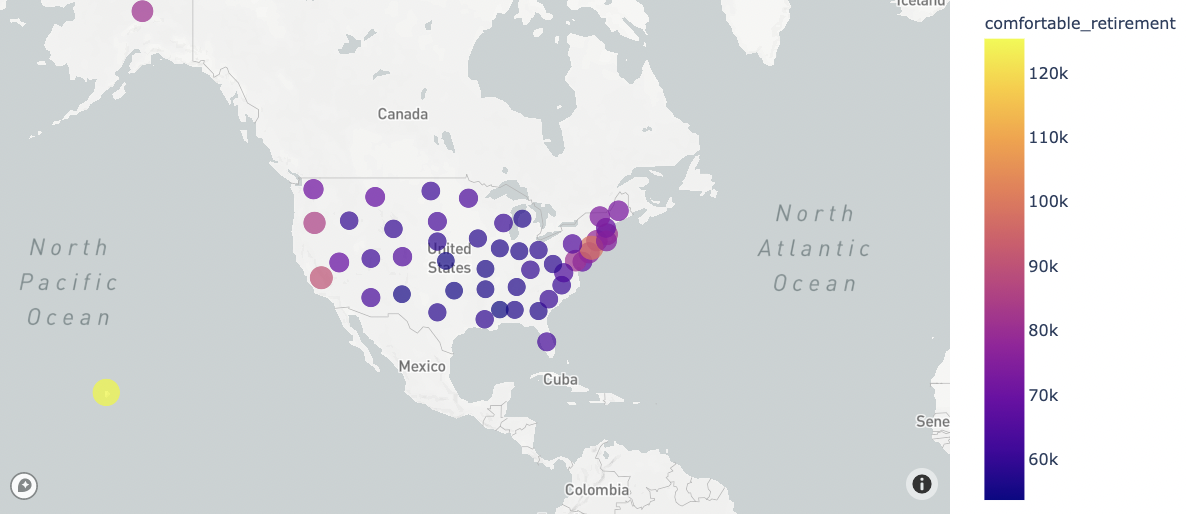 Iceland
Canada
North
Pacific
Ocean
North
Atlantic
Ocean
United
States
Mexico
Cuba
Sene
Colombia
comfortable_retirement
120k
110k
100k
90k
80k
70k
60k